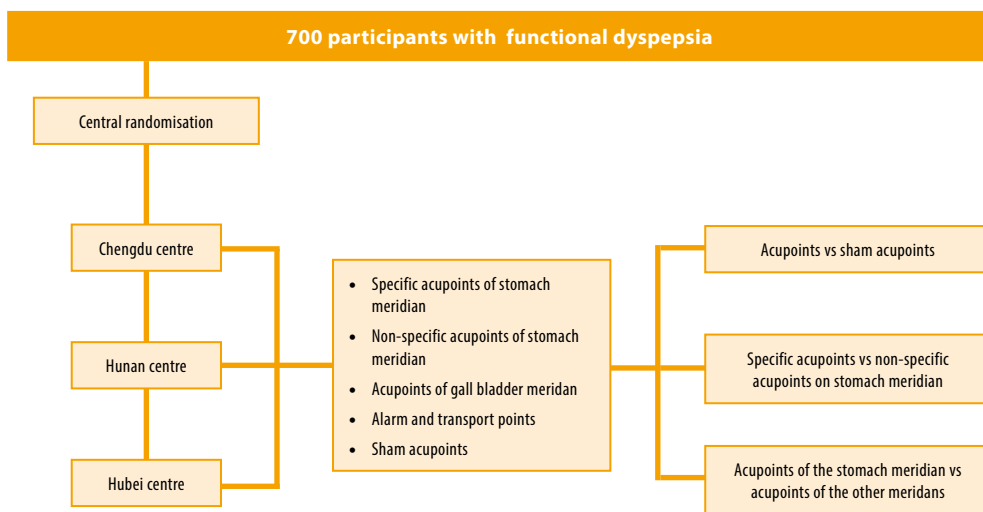 700 participants with functional dyspepsia
Central randomisation
Chengdu centre
Hunan centre
Hubei centre
• Specific acupoints of stomach
meridian
• Non-specific acupoints of stomach
meridian
• Acupoints of gall bladder meridan
• Alarm and transport points
• Sham acupoints
Acupoints vs sham acupoints
Specific acupoints vs non-specific
acupoints on stomach meridian
Acupoints of the stomach meridian vs
acupoints of the other meridans